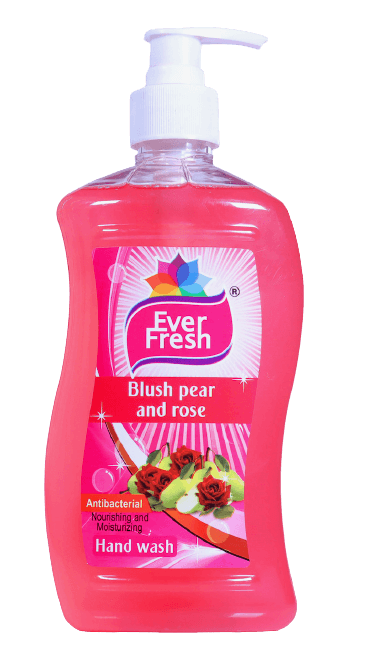 Ever
Fresh
®
Blush pear
and rose
Antibacterial
Nourishing and
Moisturizing
Hand wash